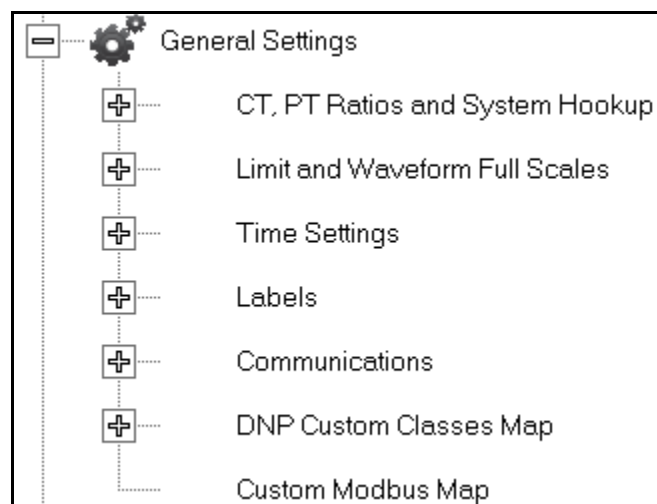 General Settings
CT, PT Ratios and System Hookup
Limit and Waveform Full Scales
Time Settings
Labels
Communications
DNP Custom Classes Map
Custom Modbus Map